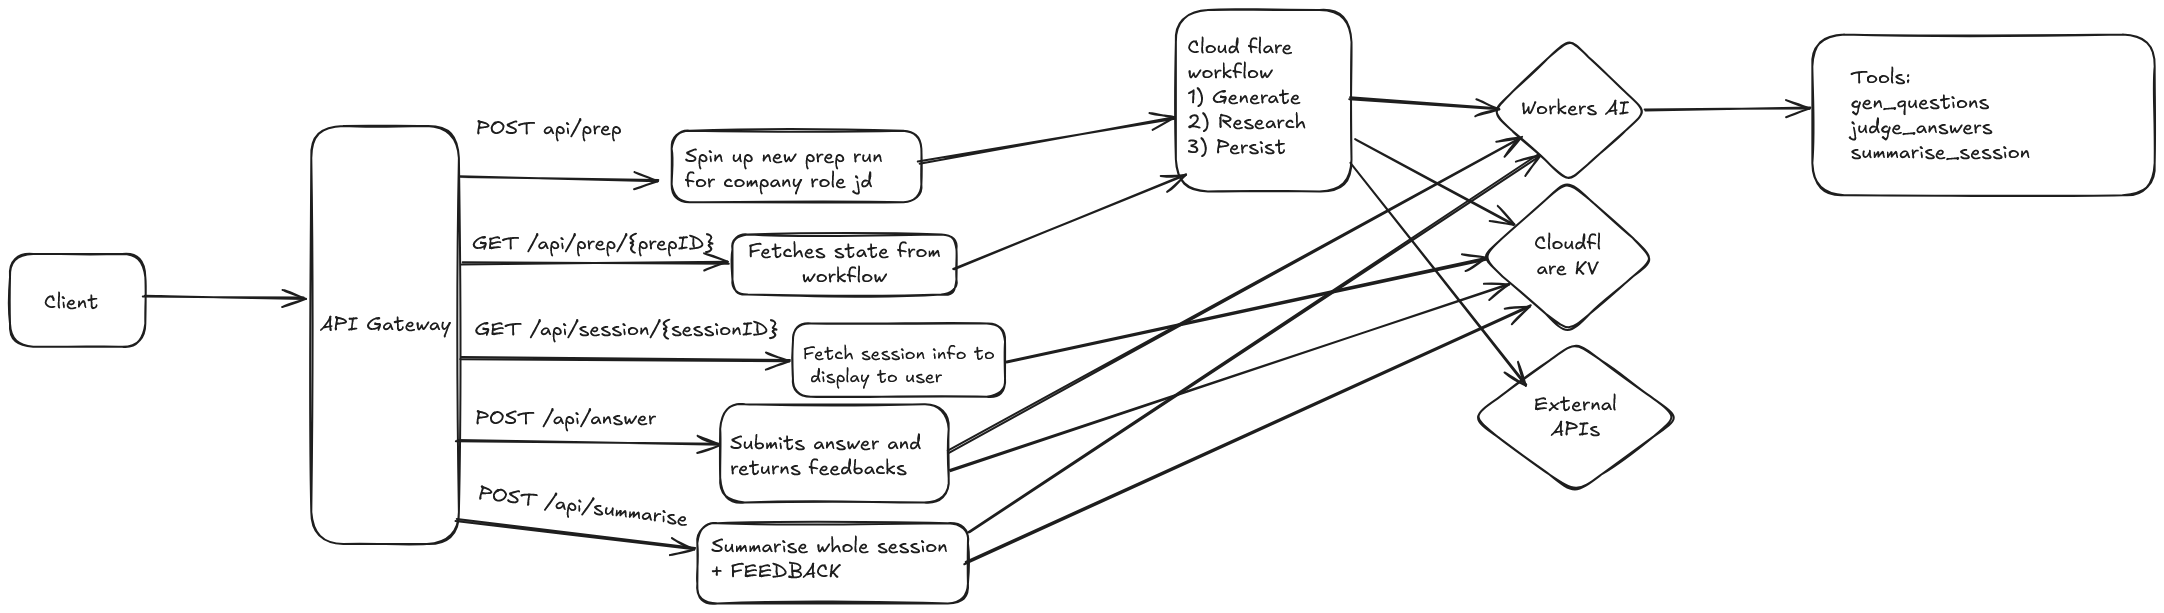 Client
API Gateway
POST api/prep
Spin up new prep run
for company role jd
GET /api/prep/{prepID}
Fetches state from
workflow
GET /api/session/{sessionID}
Fetch session info to
display to user
POST /api/answer
Submits answer and
returns feedbacks
POST /api/summarise
Summarise whole session
+ FEEDBACK
Cloud flare
workflow
1) Generate
2) Research
3) Persist
Workers AI
Cloudfl
are KV
External
APIs
Tools:
gen_questions
judge_answers
summarise_session